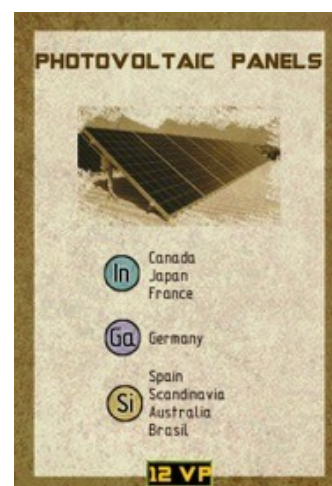 PHOTOVOLTAIC PANELS
In
Canada
Japan
France
Ga
Germany
Si
Spain
Scandinavia
Australia
Brasil
12 VP